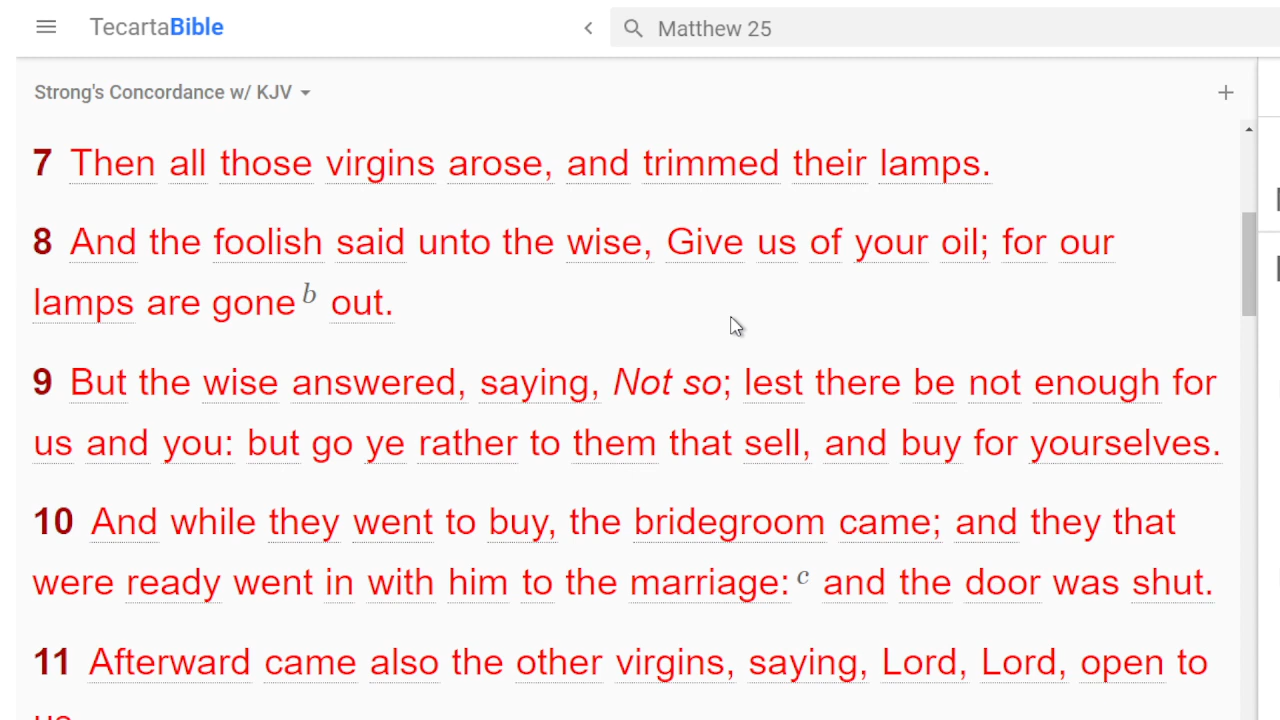 TecartaBible
Matthew 25
Strong's Concordance w/ KJV
7 Then all those virgins arose, and trimmed their lamps.
8 And the foolish said unto the wise, Give us of your oil; for our
lamps are gone b out.
9 But the wise answered, saying, Not so; lest there be not enough for
us and you: but go ye rather to them that sell, and buy for yourselves.
10 And while they went to buy, the bridegroom came; and they that
were ready went in with him to the marriage: c and the door was shut.
11 Afterward came also the other virgins, saying, Lord, Lord, open to